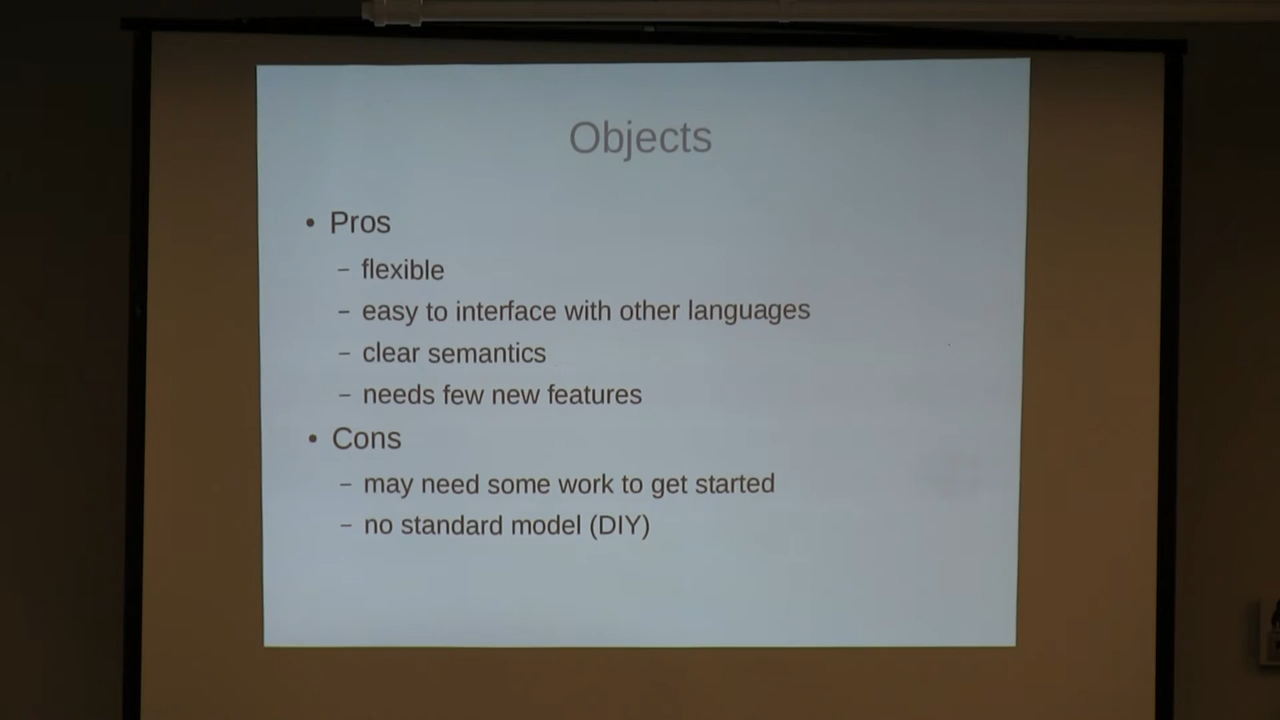 Objects
• Pros
– flexible
– easy to interface with other languages
– clear semantics
– needs few new features
• Cons
– may need some work to get started
– no standard model (DIY)